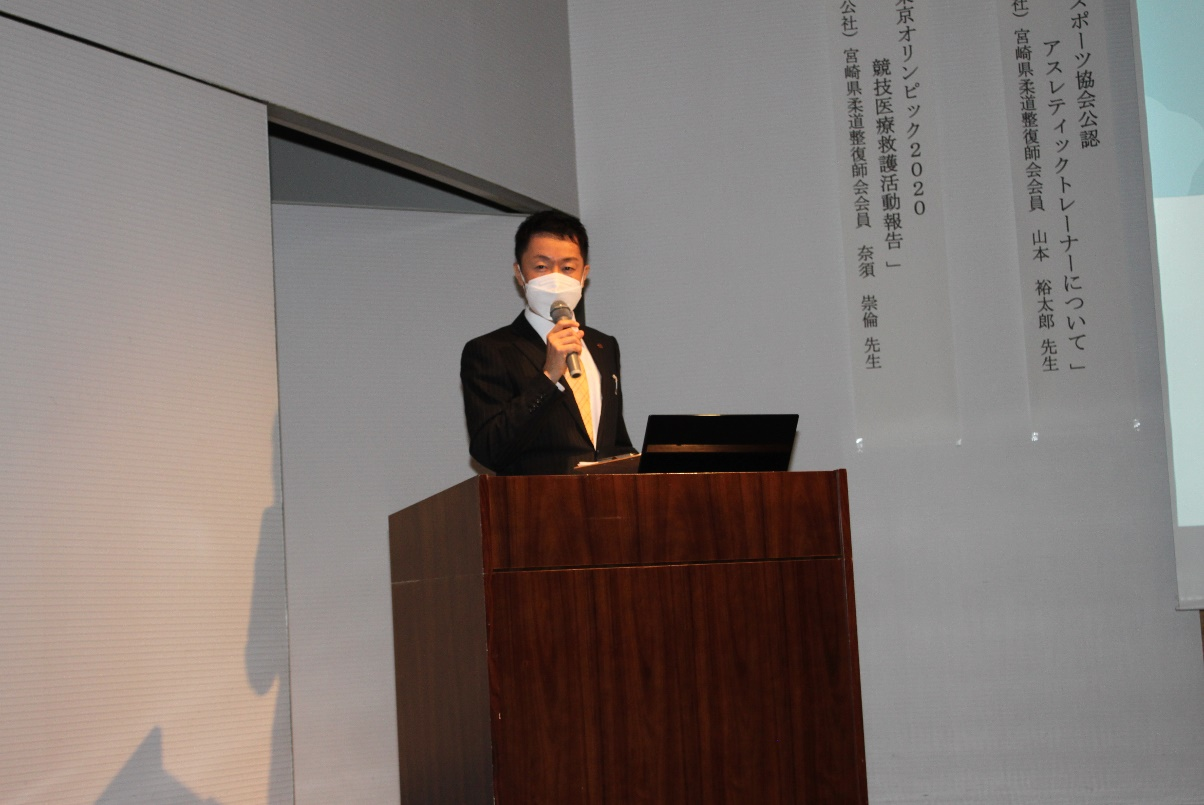 スポーツ協会公認
アスレティックトレーナーについて」
社）宮崎県柔道整復師会会員 山本 裕太郎 先生
東京オリンピック2020
競技医療救護活動報告」
公社）宮崎県柔道整復師会会員 奈須 崇倫 先生